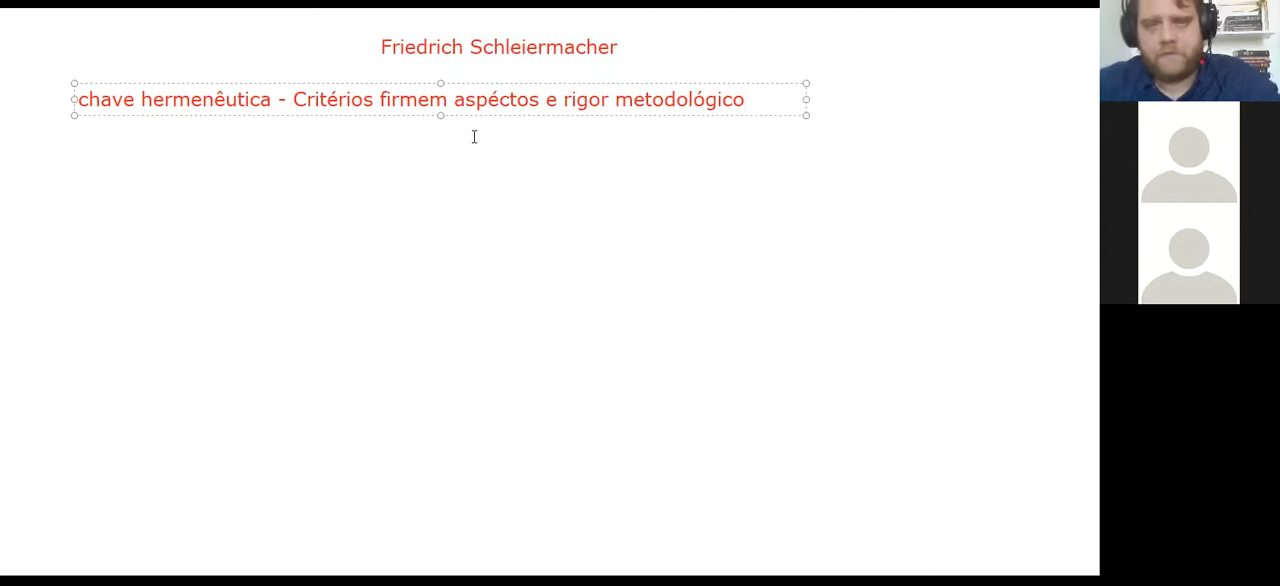 Friedrich Schleiermacher
chave hermenêutica - Critérios firmem aspéctos e rigor metodológico